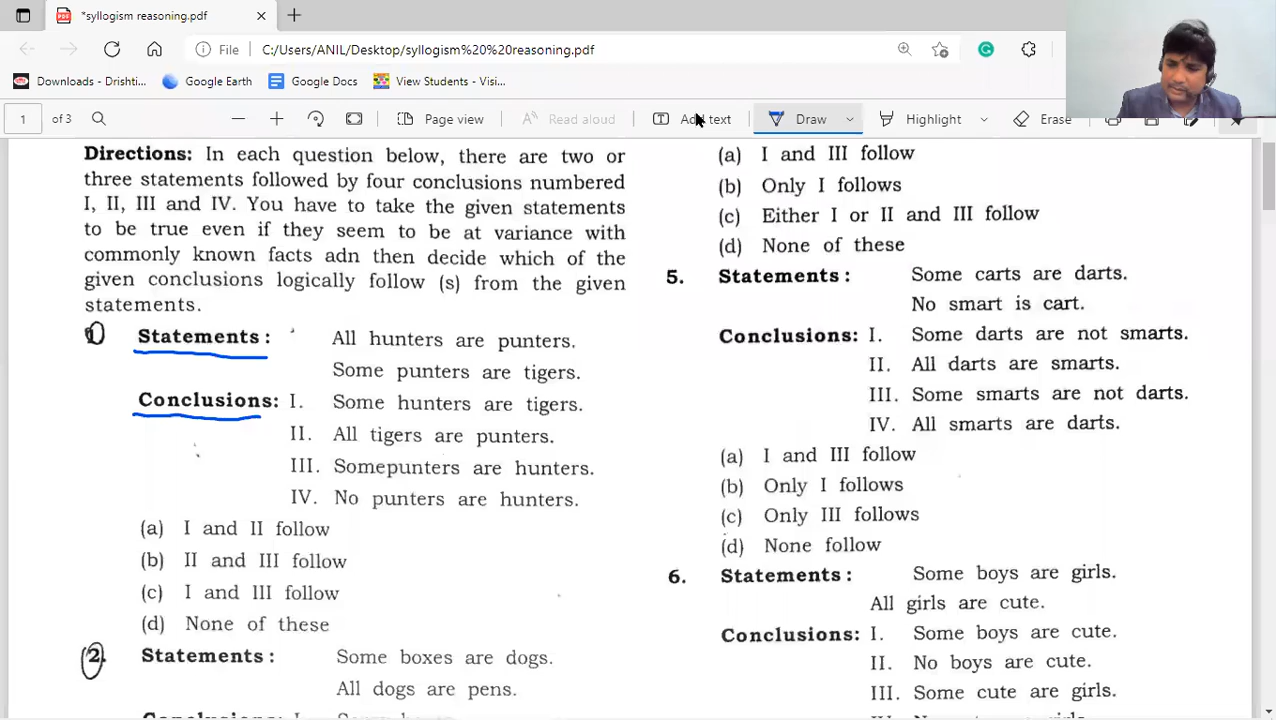 *syllogism reasoning.pdf
File C:/Users/ANIL/Desktop/syllogism%20%20reasoning.pdf
Downloads - Drishti... Google Earth Google Docs View Students - Visi...
1 of 3 Page view Read aloud Add text Draw Highlight Erase
Directions: In each question below, there are two or
three statements followed by four conclusions numbered
I, II, III and IV. You have to take the given statements
to be true even if they seem to be at variance with
commonly known facts adn then decide which of the
given conclusions logically follow (s) from the given
statements.
1 Statements : All hunters are punters.
Some punters are tigers.
Conclusions: I. Some hunters are tigers.
II. All tigers are punters.
III. Somepunters are hunters.
IV. No punters are hunters.
(a) I and II follow
(b) II and III follow
(c) I and III follow
(d) None of these
2. Statements : Some boxes are dogs.
All dogs are pens.
(a) I and III follow
(b) Only I follows
(c) Either I or II and III follow
(d) None of these
5. Statements : Some carts are darts.
No smart is cart.
Conclusions: I. Some darts are not smarts.
II. All darts are smarts.
III. Some smarts are not darts.
IV. All smarts are darts.
(a) I and III follow
(b) Only I follows
(c) Only III follows
(d) None follow
6. Statements : Some boys are girls.
All girls are cute.
Conclusions: I. Some boys are cute.
II. No boys are cute.
III. Some cute are girls.